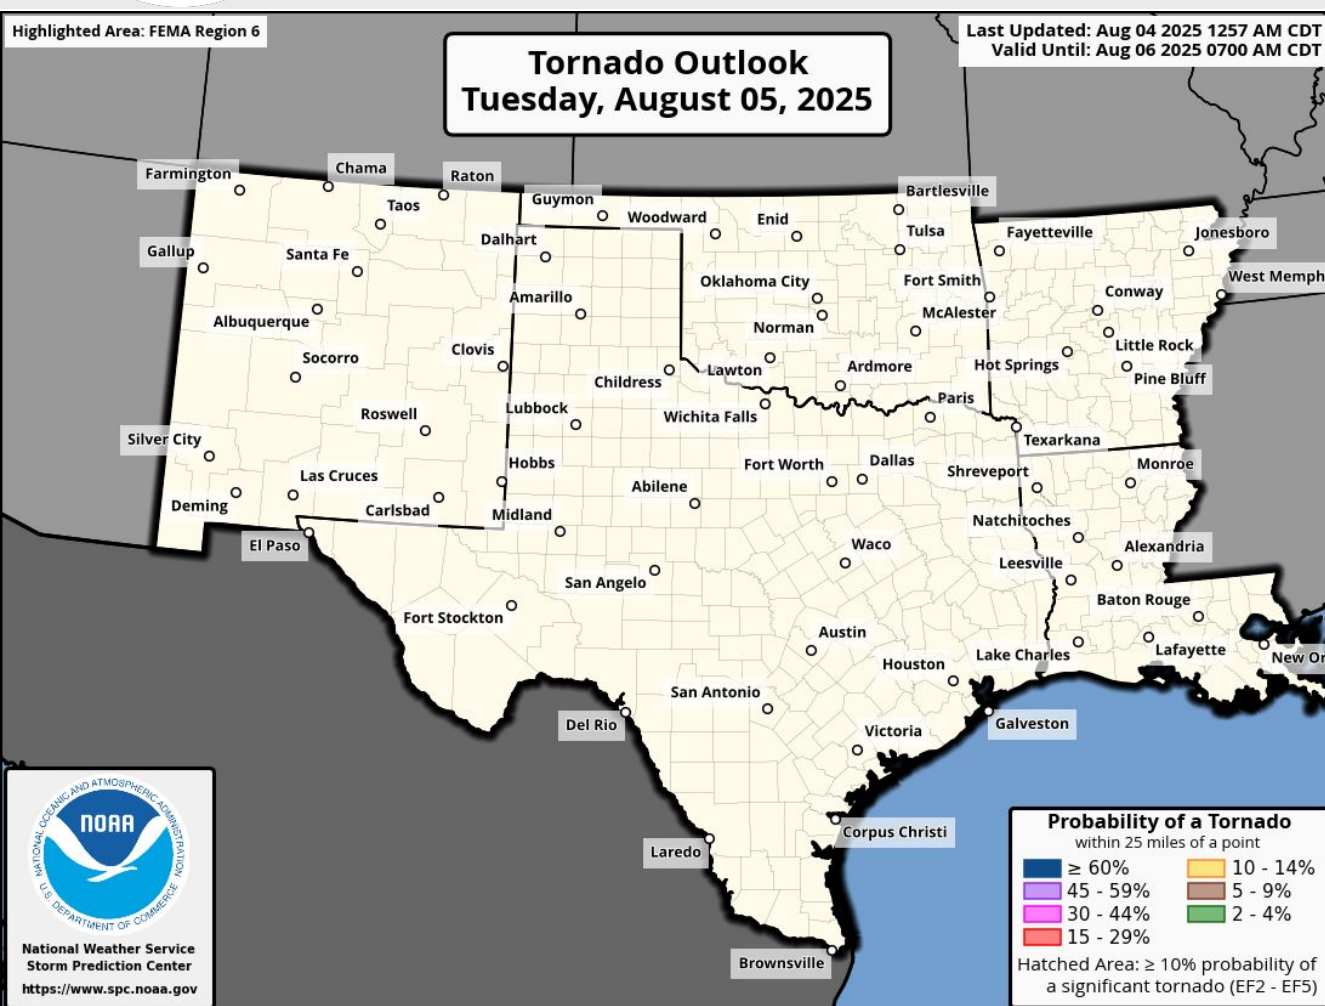 Highlighted Area: FEMA Region 6
Last Updated: Aug 04 2025 1257 AM CDT
Valid Until: Aug 06 2025 0700 AM CDT
Tornado Outlook
Tuesday, August 05, 2025
Farmington
Chama
Raton
Taos
Guymon
Woodward
Enid
Bartlesville
Tulsa
Fayetteville
Jonesboro
Gallup
Santa Fe
Dalhart
Amarillo
Oklahoma City
Fort Smith
Conway
West Memph
Albuquerque
Norman
McAlester
Little Rock
Socorro
Clovis
Childress
Lawton
Ardmore
Hot Springs
Pine Bluff
Roswell
Lubbock
Wichita Falls
Paris
Texarkana
Silver City
Las Cruces
Hobbs
Fort Worth
Dallas
Shreveport
Monroe
Deming
Carlsbad
Midland
Abilene
Natchitoches
El Paso
San Angelo
Waco
Leesville
Alexandria
Fort Stockton
Baton Rouge
Austin
Houston
Lake Charles
Lafayette
New Or
San Antonio
Del Rio
Victoria
Galveston
Laredo
Corpus Christi
Brownsville
NATIONAL OCEANIC AND ATMOSPHERIC ADMINISTRATION
NOAA
U.S. DEPARTMENT OF COMMERCE
National Weather Service
Storm Prediction Center
https://www.spc.noaa.gov
Probability of a Tornado
within 25 miles of a point
≥ 60%
10 - 14%
45 - 59%
5 - 9%
30 - 44%
2 - 4%
15 - 29%
Hatched Area: ≥ 10% probability of
a significant tornado (EF2 - EF5)